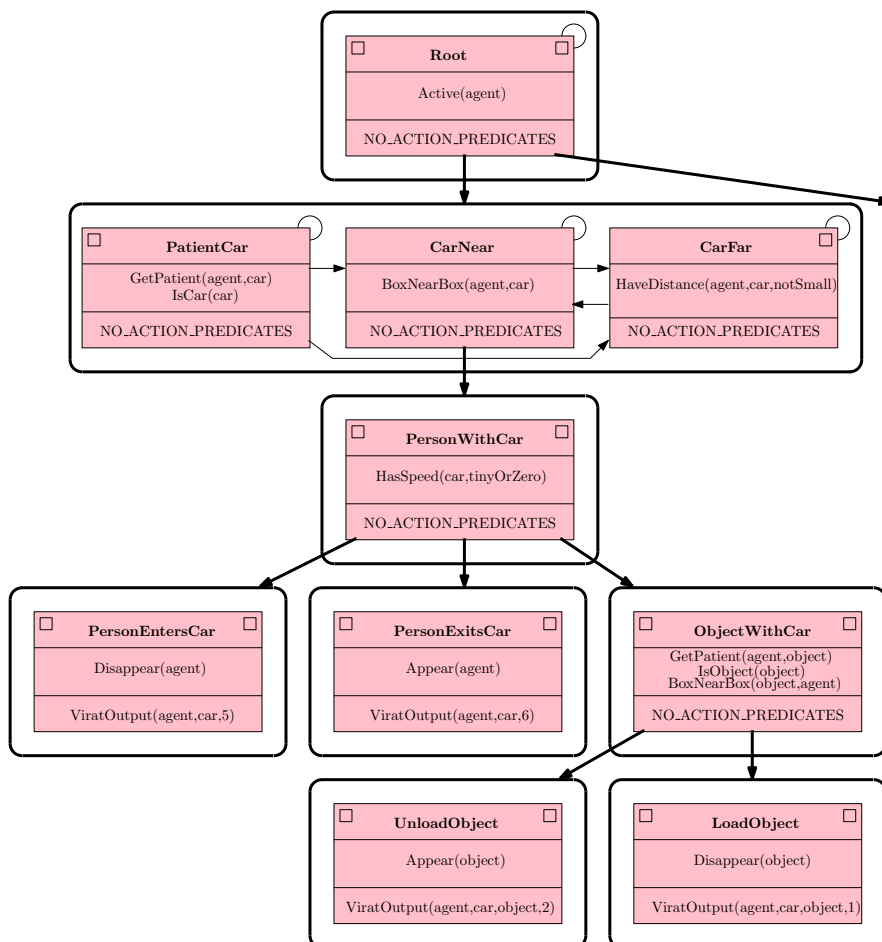 Root
Active(agent)
NO_ACTION_PREDICATES
PatientCar
GetPatient(agent,car)
IsCar(car)
NO_ACTION_PREDICATES
CarNear
BoxNearBox(agent,car)
NO_ACTION_PREDICATES
CarFar
HaveDistance(agent,car,notSmall)
NO_ACTION_PREDICATES
PersonWithCar
HasSpeed(car,tinyOrZero)
NO_ACTION_PREDICATES
PersonEntersCar
Disappear(agent)
ViratOutput(agent,car,5)
PersonExitsCar
Appear(agent)
ViratOutput(agent,car,6)
ObjectWithCar
GetPatient(agent,object)
IsObject(object)
BoxNearBox(object,agent)
NO_ACTION_PREDICATES
UnloadObject
Appear(object)
ViratOutput(agent,car,object,2)
LoadObject
Disappear(object)
ViratOutput(agent,car,object,1)